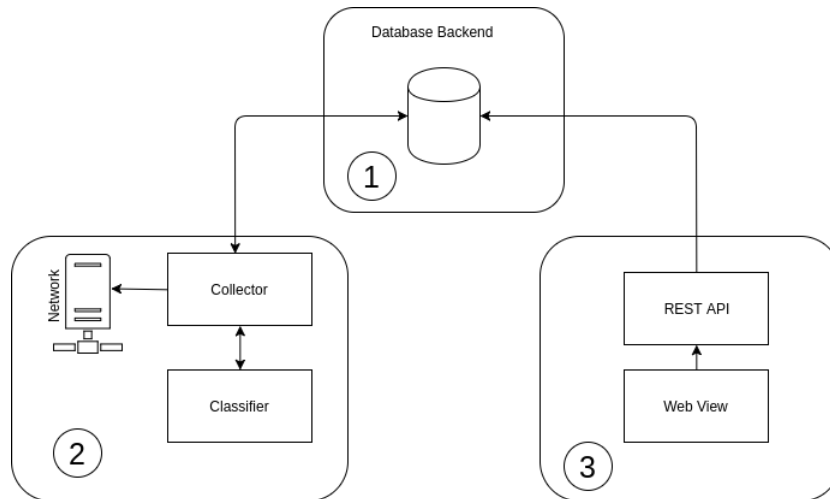 Database Backend
1
Network
Collector
Classifier
2
REST API
Web View
3